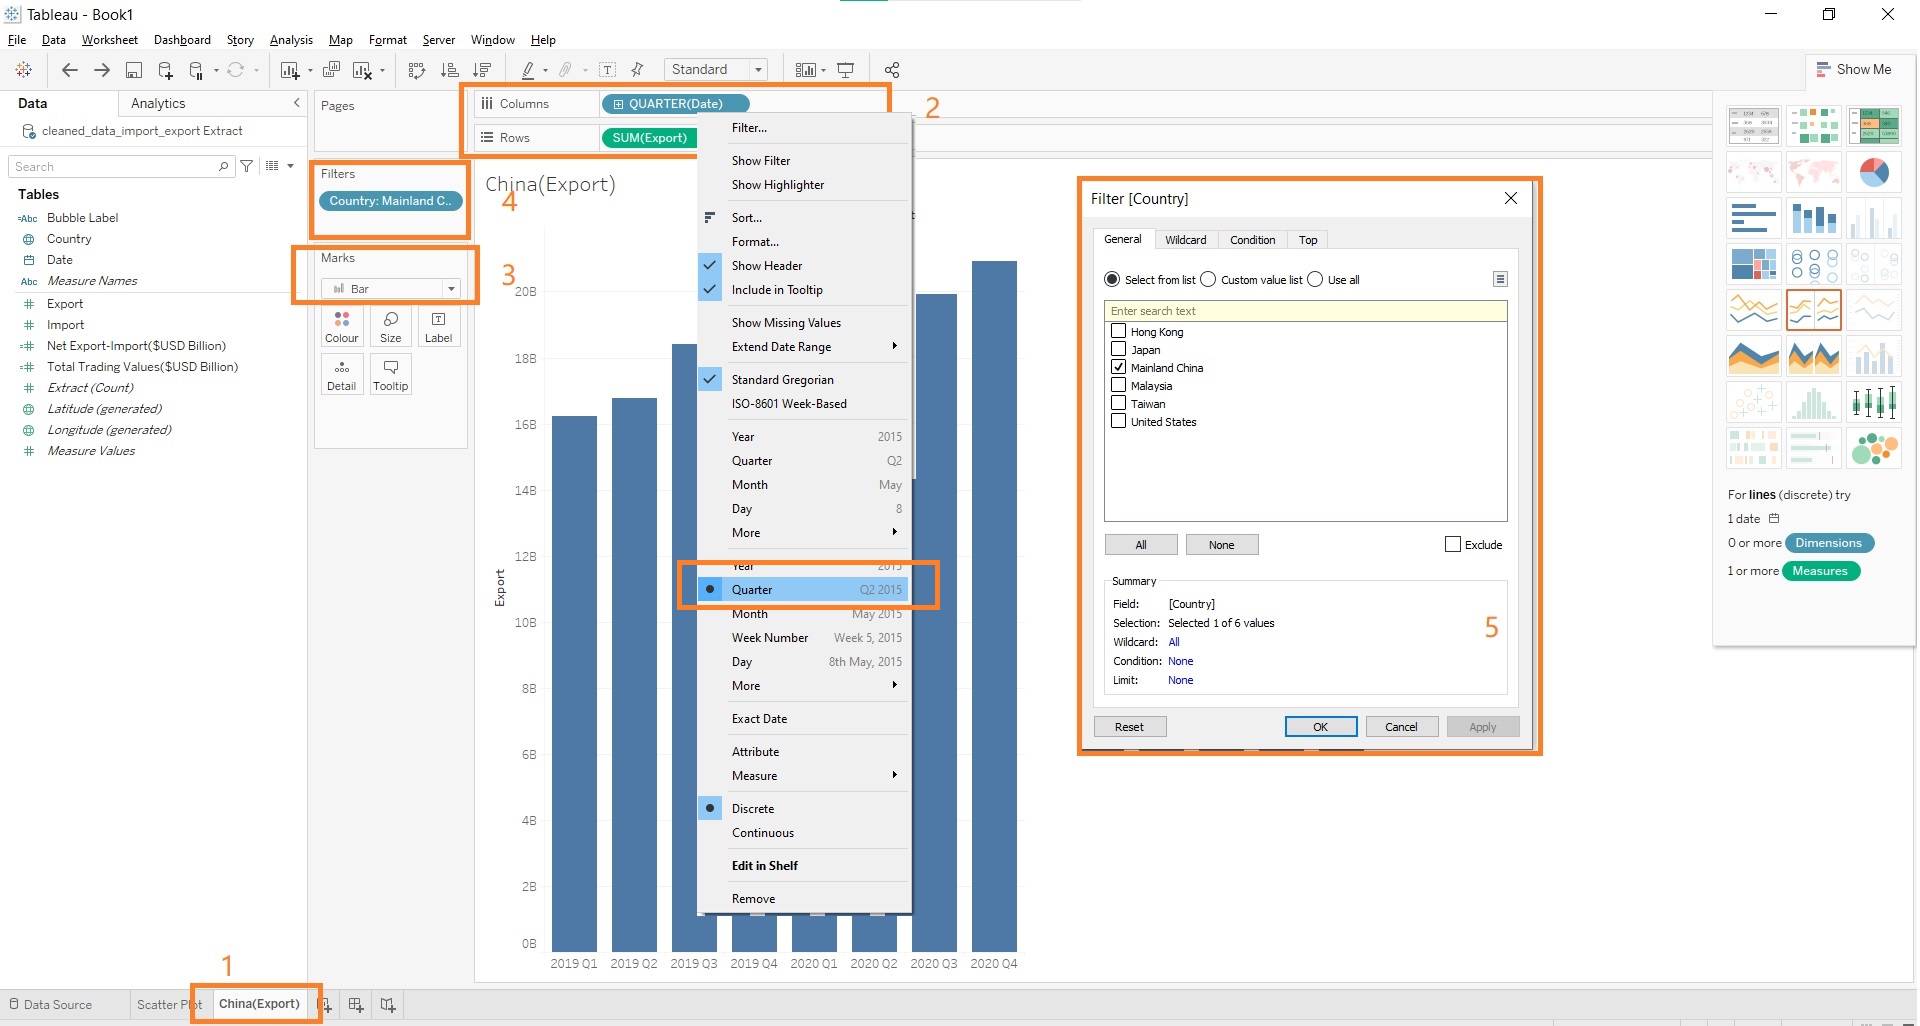 Tableau - Book1
File Data Worksheet Dashboard Story Analysis Map Format Server Window Help
Standard
Show Me
Data
Analytics
cleaned_data_import_export Extract
Search
Tables
Bubble Label
Country
Date
Measure Names
Export
Import
Net Export-Import($USD Billion)
Total Trading Values($USD Billion)
Extract (Count)
Latitude (generated)
Longitude (generated)
Measure Values
Pages
Filters
Country: Mainland C..
4
Marks
3
Bar
Colour
Size
Label
Detail
Tooltip
Columns
QUARTER(Date)
2
Rows
SUM(Export)
China(Export)
Export
20B
18B
16B
14B
12B
10B
8B
6B
4B
2B
0B
2019 Q1 2019 Q2 2019 Q3 2019 Q4 2020 Q1 2020 Q2 2020 Q3 2020 Q4
Filter...
Show Filter
Show Highlighter
Sort...
Format...
Show Header
Include in Tooltip
Show Missing Values
Extend Date Range
Standard Gregorian
ISO-8601 Week-Based
Year 2015
Quarter Q2
Month May
Day 8
More
Year 2015
Quarter Q2 2015
Month May 2015
Week Number Week 5, 2015
Day 8th May, 2015
More
Exact Date
Attribute
Measure
Discrete
Continuous
Edit in Shelf
Remove
Filter [Country]
General Wildcard Condition Top
Select from list Custom value list Use all
Enter search text
Hong Kong
Japan
Mainland China
Malaysia
Taiwan
United States
All None Exclude
Summary
Field: [Country]
Selection: Selected 1 of 6 values
Wildcard: All
Condition: None
Limit: None
5
Reset OK Cancel Apply
For lines (discrete) try
1 date
0 or more Dimensions
1 or more Measures
1
Data Source
Scatter Plot
China(Export)